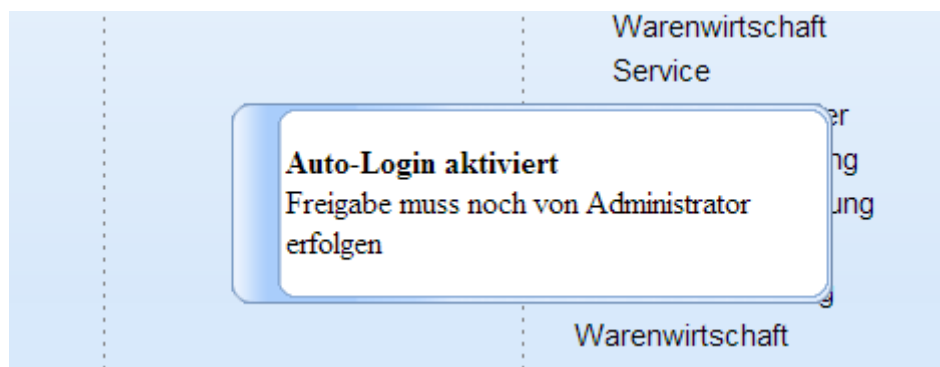 Warenwirtschaft
Service
Auto-Login aktiviert
Freigabe muss noch von Administrator
erfolgen
Warenwirtschaft